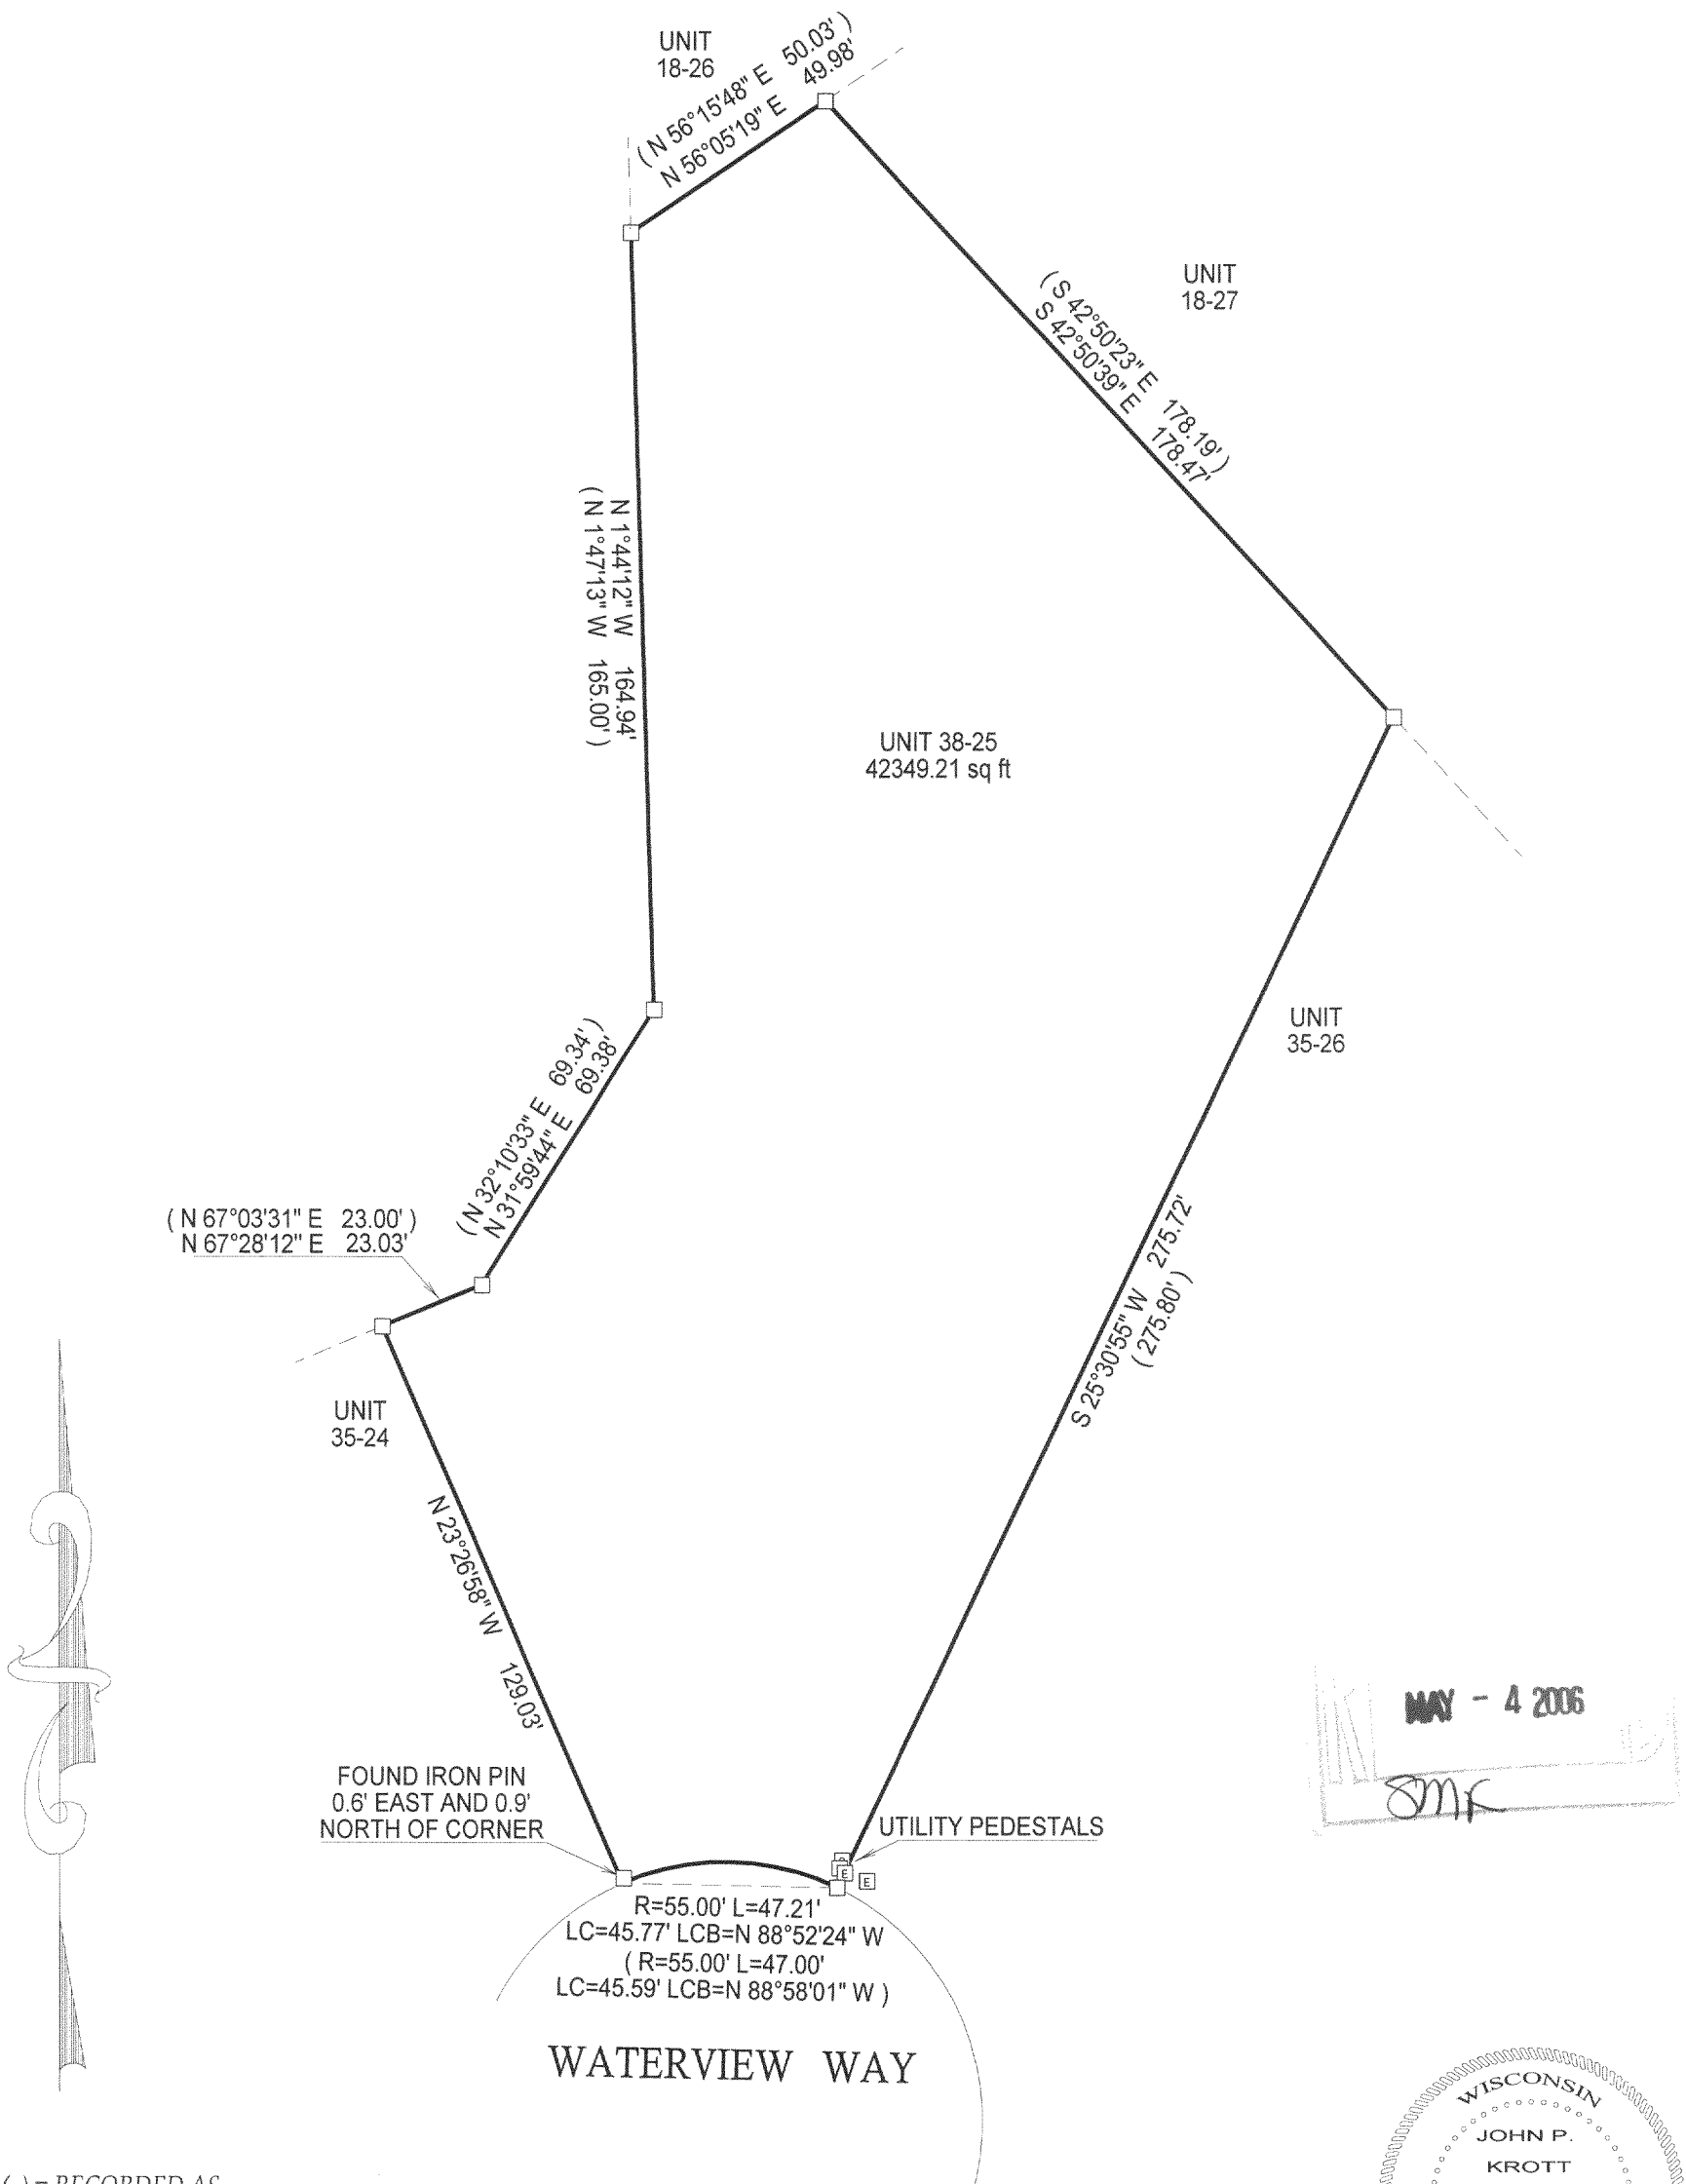 UNIT
18-26
( N 56°15'48" E 50.03' )
N 56°05'19" E 49.98'
UNIT
18-27
( S 42°50'23" E 178.19' )
S 42°50'39" E 178.47'
N 1°44'12" W 164.94'
( N 1°47'13" W 165.00' )
UNIT 38-25
42349.21 sq ft
UNIT
35-26
( N 32°10'33" E 69.34' )
N 31°59'44" E 69.38'
( N 67°03'31" E 23.00' )
N 67°28'12" E 23.03'
S 25°30'55" W 275.72'
( 275.80' )
UNIT
35-24
N 23°26'58" W 129.03'
MAY - 4 2006
SMK
FOUND IRON PIN
0.6' EAST AND 0.9'
NORTH OF CORNER
UTILITY PEDESTALS
E
E
R=55.00' L=47.21'
LC=45.77' LCB=N 88°52'24" W
( R=55.00' L=47.00'
LC=45.59' LCB=N 88°58'01" W )
WATERVIEW WAY
WISCONSIN
JOHN P.
KROTT
( ) = RECORDED AS